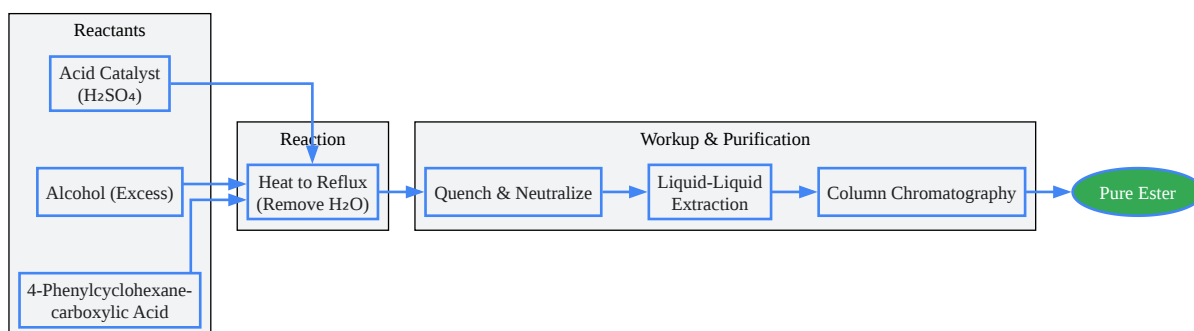 Reactants
Acid Catalyst
(H₂SO₄)
Alcohol (Excess)
4-Phenylcyclohexane-
carboxylic Acid
Reaction
Heat to Reflux
(Remove H₂O)
Workup & Purification
Quench & Neutralize
Liquid-Liquid
Extraction
Column Chromatography
Pure Ester